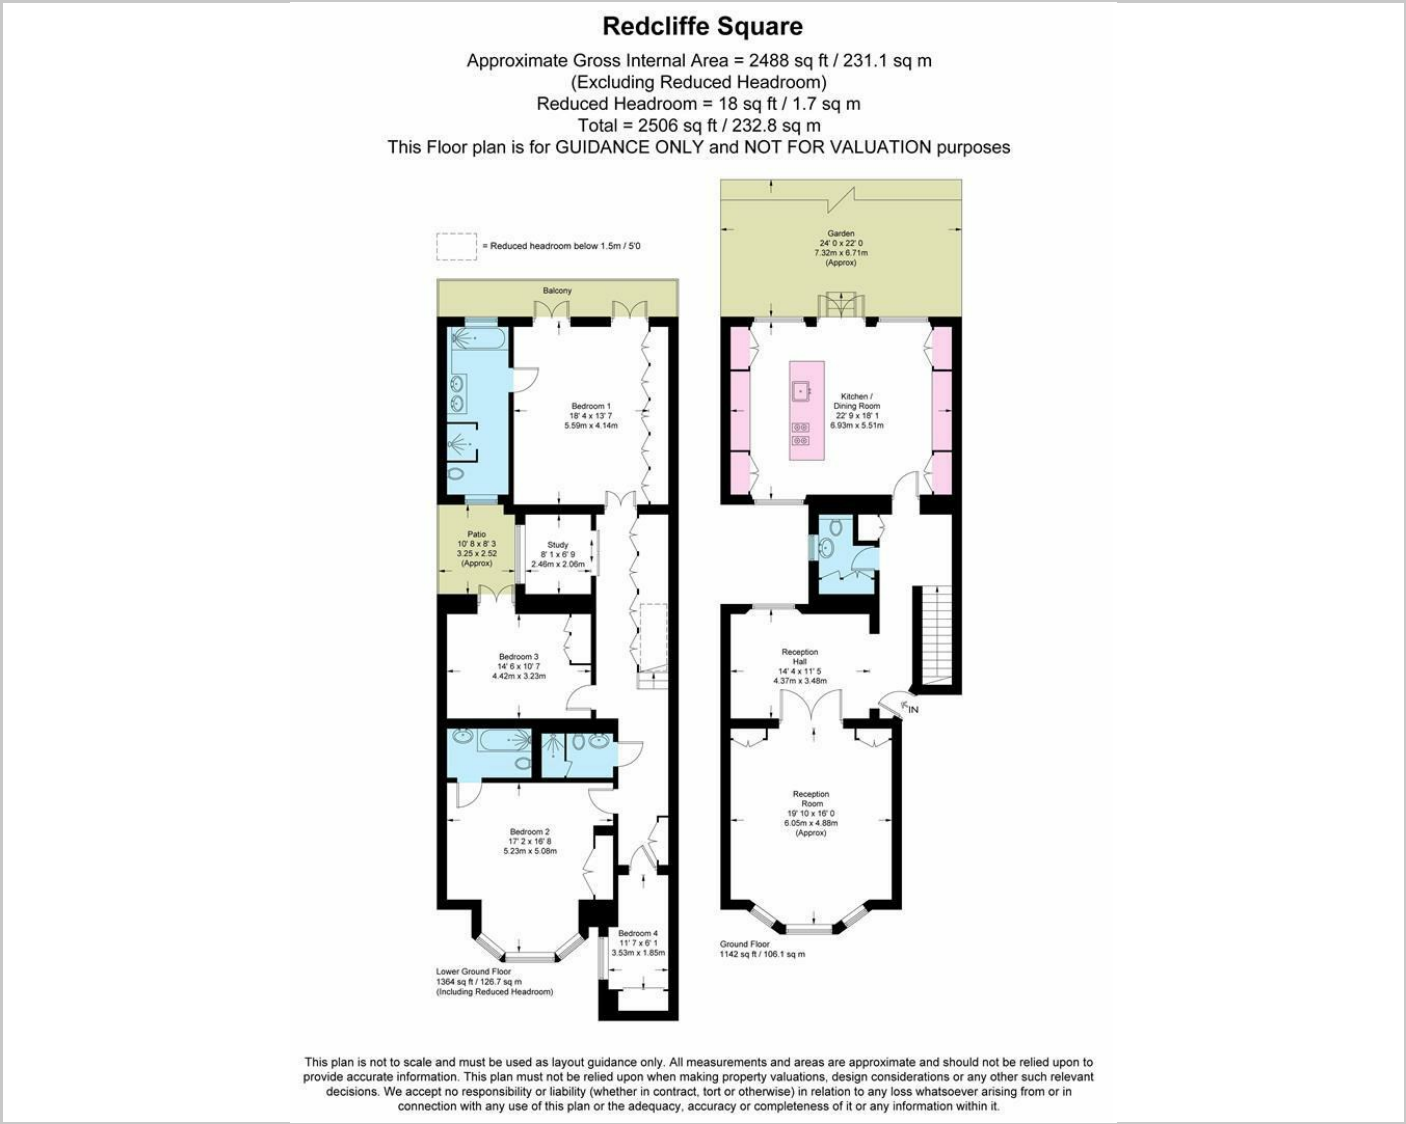 Redcliffe Square
Approximate Gross Internal Area = 2488 sq ft / 231.1 sq m
(Excluding Reduced Headroom)
Reduced Headroom = 18 sq ft / 1.7 sq m
Total = 2506 sq ft / 232.8 sq m
This Floor plan is for GUIDANCE ONLY and NOT FOR VALUATION purposes
= Reduced headroom below 1.5m / 5'0
Balcony
Bedroom 1
18' 4 x 13' 7
5.59m x 4.14m
Patio
10' 8 x 8' 3
3.25 x 2.52
(Approx)
Study
8' 1 x 6' 9
2.46m x 2.06m
Bedroom 3
14' 6 x 10' 7
4.42m x 3.23m
Bedroom 2
17' 2 x 16' 8
5.23m x 5.08m
Bedroom 4
11' 7 x 6' 1
3.53m x 1.85m
Lower Ground Floor
1364 sq ft / 126.7 sq m
(Including Reduced Headroom)
Garden
24' 0 x 22' 0
7.32m x 6.71m
(Approx)
Kitchen /
Dining Room
22' 9 x 18' 1
6.93m x 5.51m
Reception
Hall
14' 4 x 11' 5
4.37m x 3.48m
IN
Reception
Room
19' 10 x 16' 0
6.05m x 4.88m
(Approx)
Ground Floor
1142 sq ft / 106.1 sq m
This plan is not to scale and must be used as layout guidance only. All measurements and areas are approximate and should not be relied upon to
provide accurate information. This plan must not be relied upon when making property valuations, design considerations or any other such relevant
decisions. We accept no responsibility or liability (whether in contract, tort or otherwise) in relation to any loss whatsoever arising from or in
connection with any use of this plan or the adequacy, accuracy or completeness of it or any information within it.